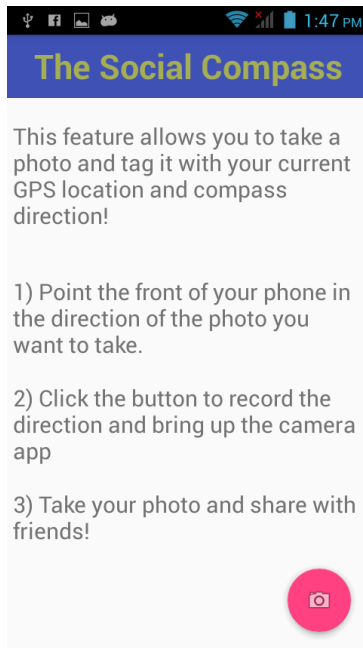 1:47 PM
The Social Compass
This feature allows you to take a
photo and tag it with your current
GPS location and compass
direction!
1) Point the front of your phone in
the direction of the photo you
want to take.
2) Click the button to record the
direction and bring up the camera
app
3) Take your photo and share with
friends!